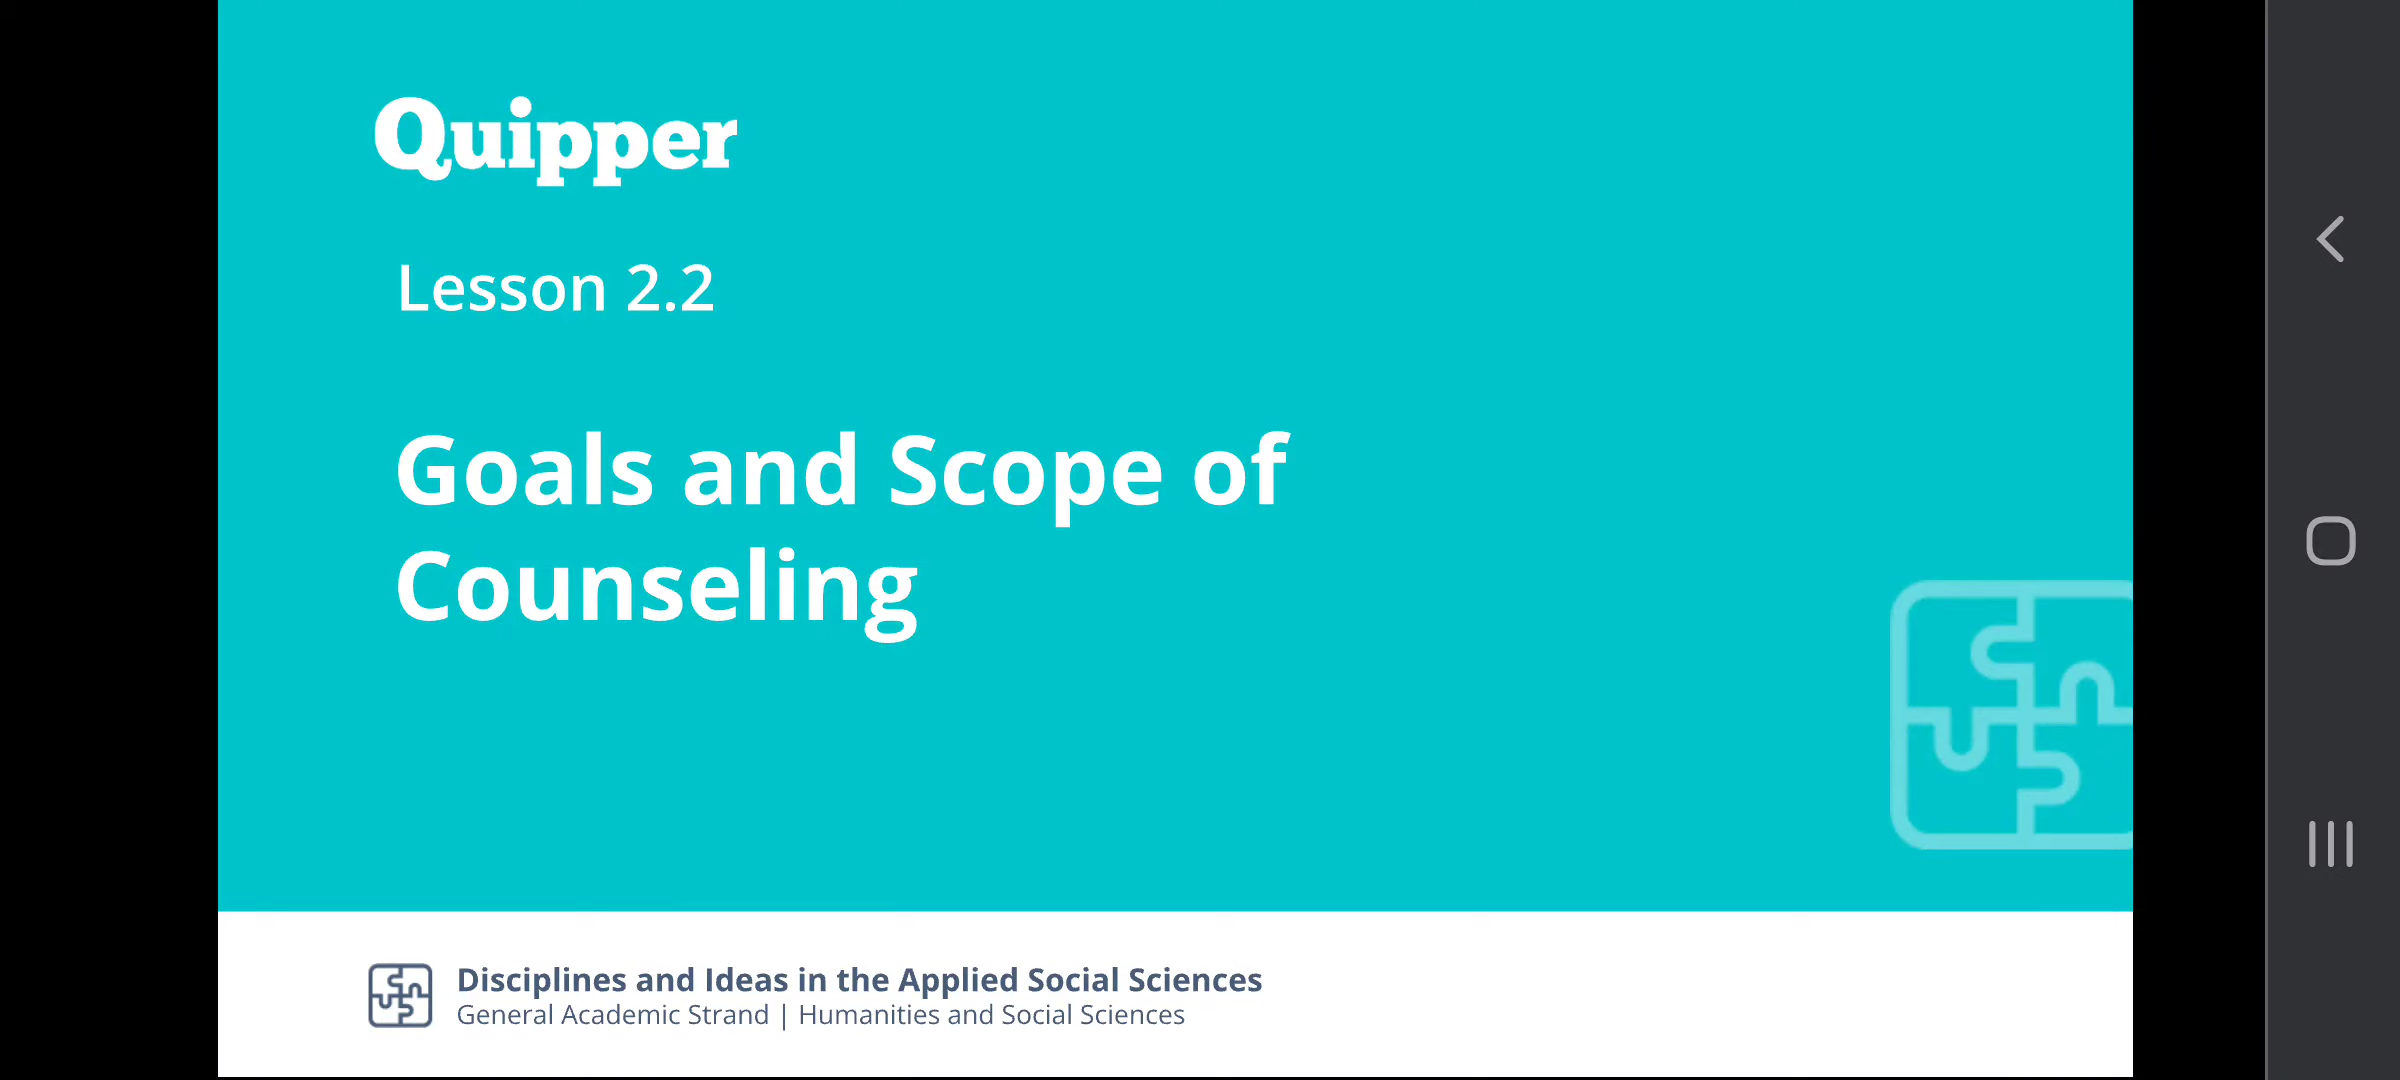 Quipper
Lesson 2.2
Goals and Scope of
Counseling
Disciplines and Ideas in the Applied Social Sciences
General Academic Strand | Humanities and Social Sciences